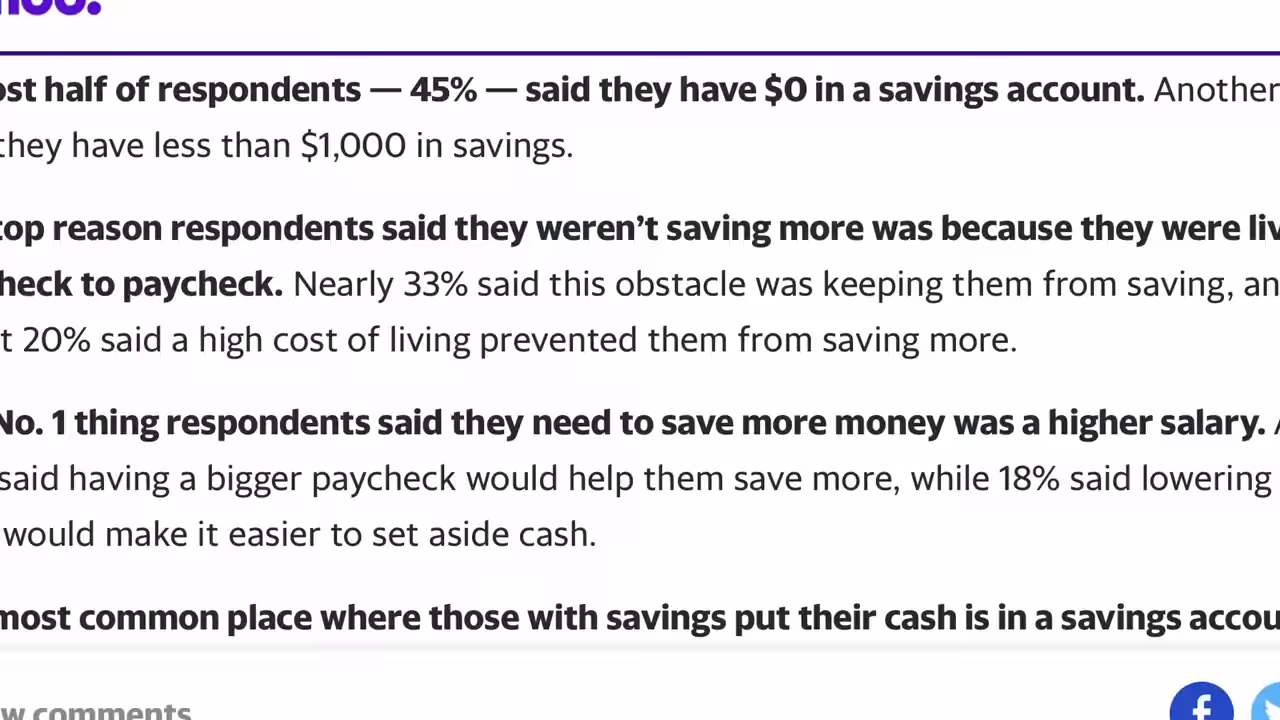 ost half of respondents — 45% — said they have $0 in a savings account. Another
they have less than $1,000 in savings.
top reason respondents said they weren’t saving more was because they were liv
heck to paycheck. Nearly 33% said this obstacle was keeping them from saving, an
t 20% said a high cost of living prevented them from saving more.
No. 1 thing respondents said they need to save more money was a higher salary.
said having a bigger paycheck would help them save more, while 18% said lowering
would make it easier to set aside cash.
most common place where those with savings put their cash is in a savings accou
w comments